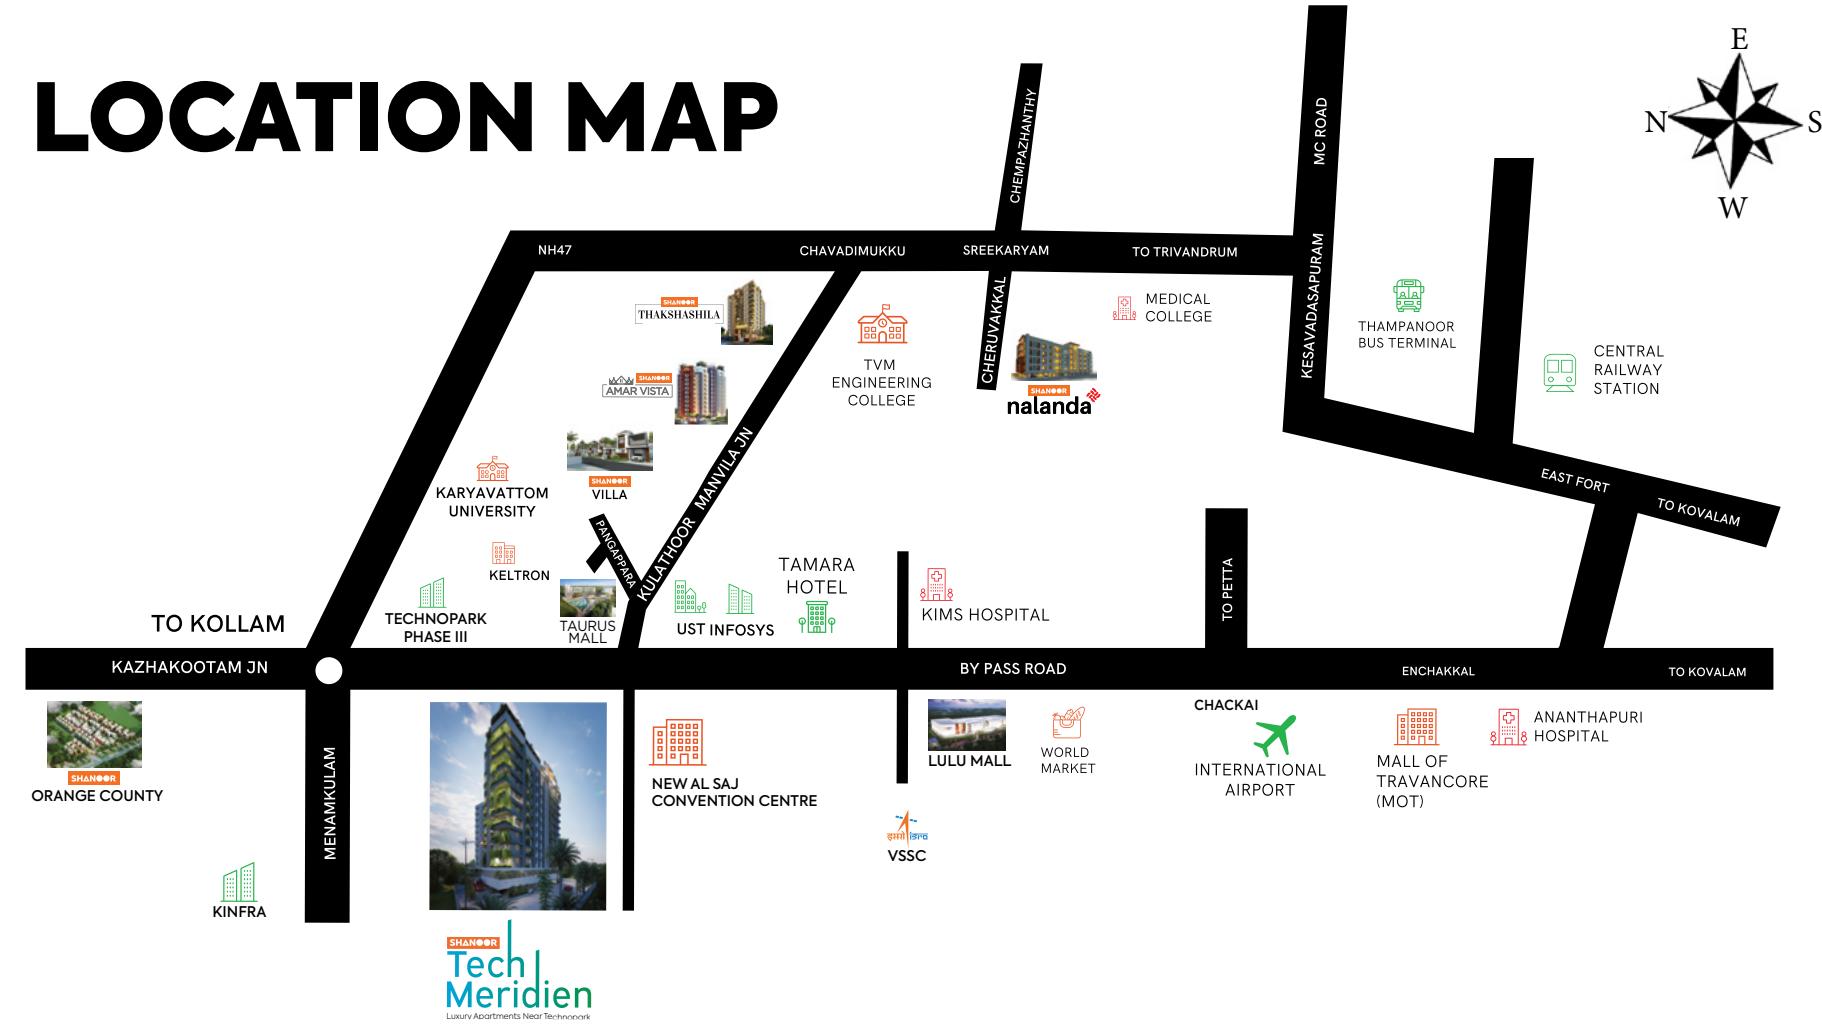 LOCATION MAP
E
N
S
W
CHEMPAZHANTHY
MC ROAD
NH47
CHAVADIMUKKU
SREEKARYAM
TO TRIVANDRUM
KESAVADASAPURAM
CHERUVAKKAL
SHANOOR
THAKSHASHILA
SHANOOR
AMAR VISTA
SHANOOR
VILLA
TVM
ENGINEERING
COLLEGE
SHANOOR
nalanda
MEDICAL
COLLEGE
THAMPANOOR
BUS TERMINAL
CENTRAL
RAILWAY
STATION
EAST FORT
TO KOVALAM
KARYAVATTOM
UNIVERSITY
KELTRON
TECHNOPARK
PHASE III
PANGAPPARA
TAURUS
MALL
KULATHOOR
MANVILA JN
UST
INFOSYS
TAMARA
HOTEL
KIMS HOSPITAL
TO PETTA
TO KOLLAM
KAZHAKOOTAM JN
BY PASS ROAD
ENCHAKKAL
TO KOVALAM
SHANOOR
ORANGE COUNTY
KINFRA
MENAMKULAM
NEW AL SAJ
CONVENTION CENTRE
LULU MALL
WORLD
MARKET
इसरो isro
VSSC
CHACKAI
INTERNATIONAL
AIRPORT
MALL OF
TRAVANCORE
(MOT)
ANANTHAPURI
HOSPITAL
SHANOOR
Tech
Meridien
Luxury Apartments Near Technopark